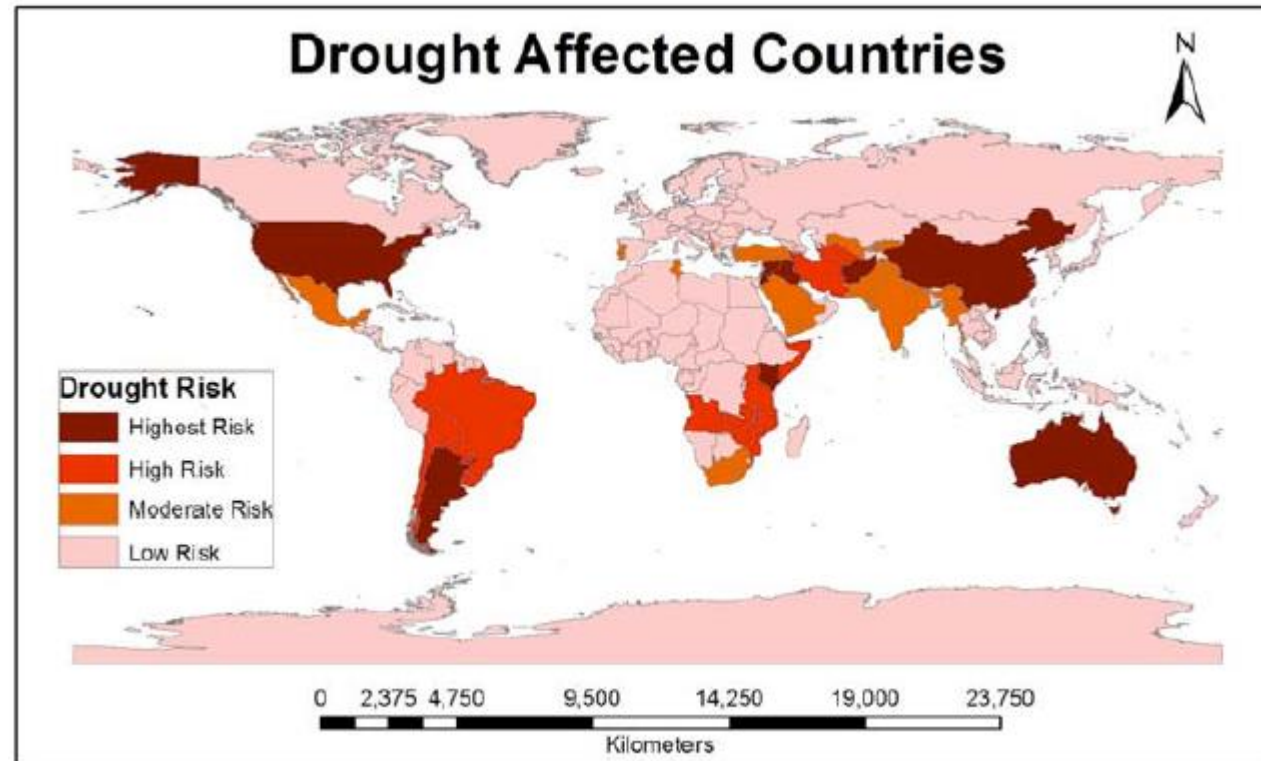 Drought Affected Countries
N
Drought Risk
Highest Risk
High Risk
Moderate Risk
Low Risk
0 2,375 4,750 9,500 14,250 19,000 23,750
Kilometers